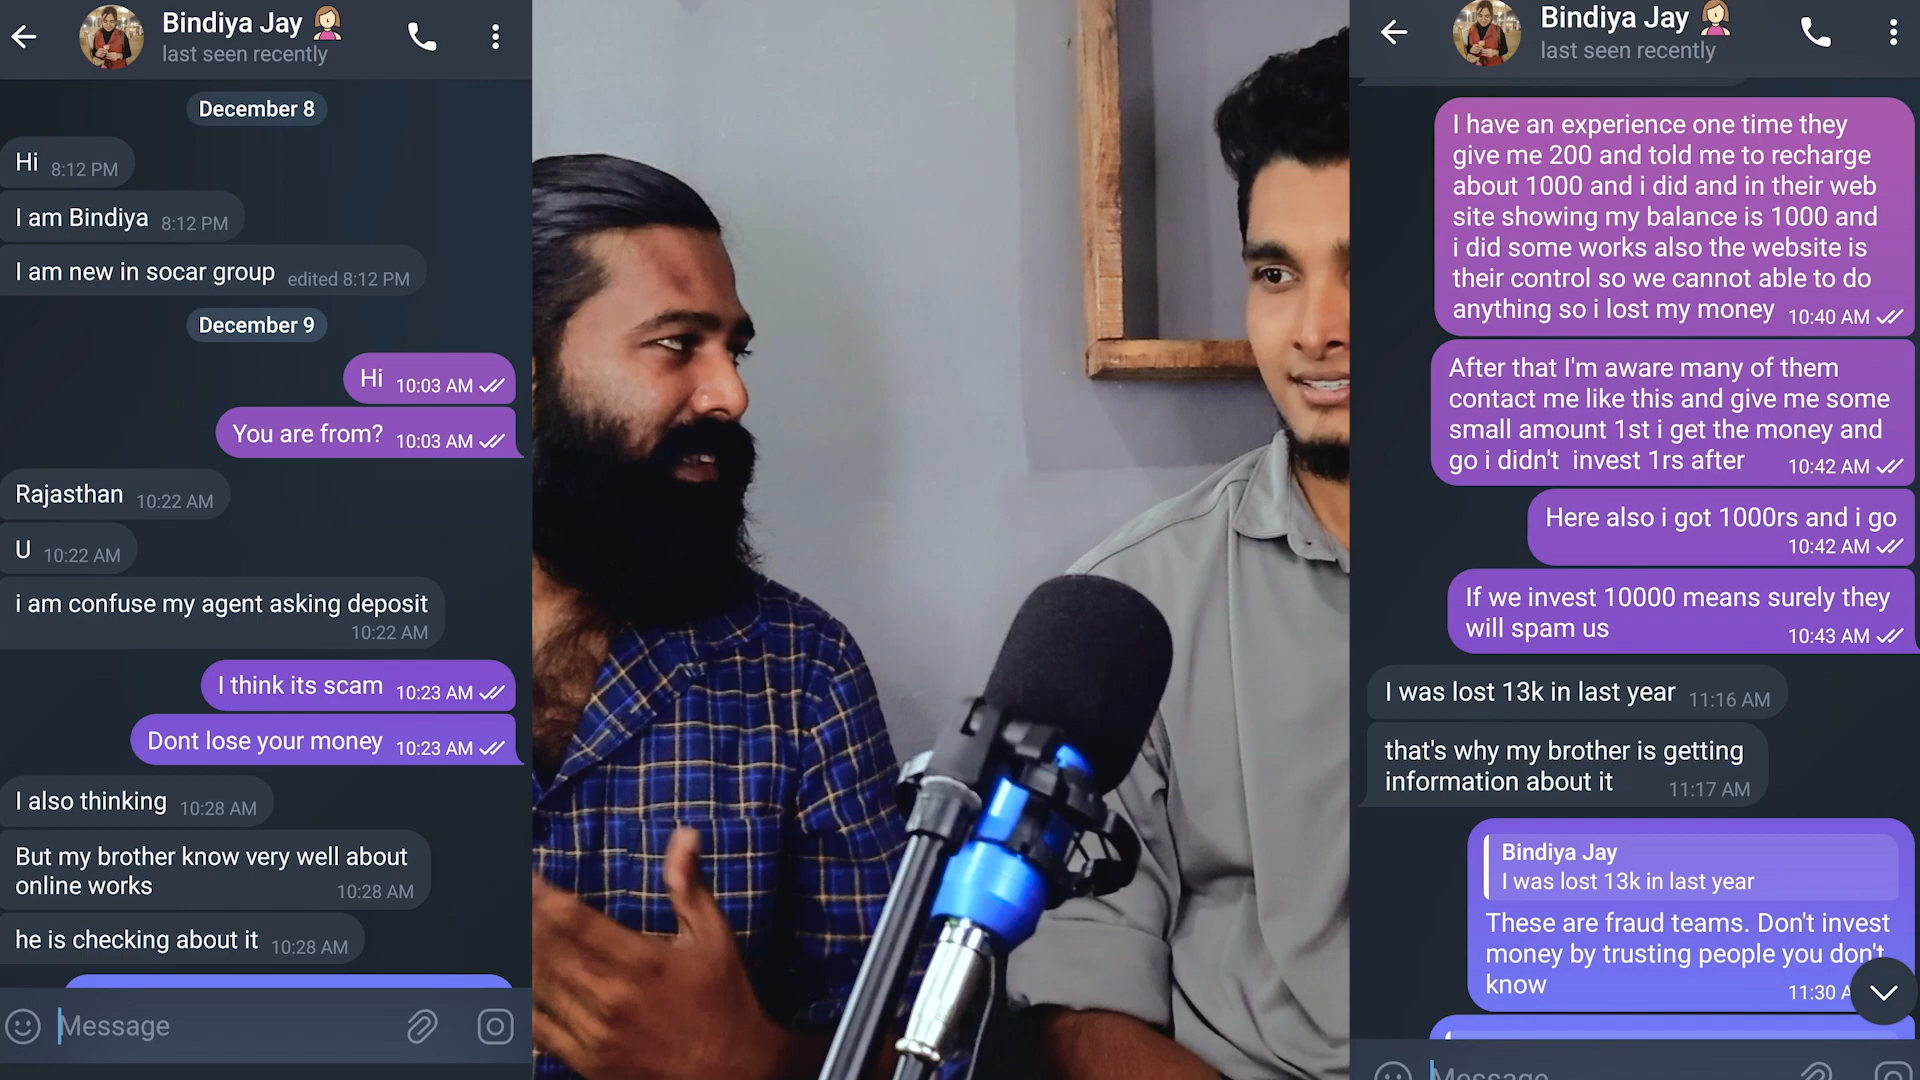 Bindiya Jay
last seen recently
December 8
Hi 8:12 PM
I am Bindiya 8:12 PM
I am new in socar group edited 8:12 PM
December 9
Hi 10:03 AM
You are from? 10:03 AM
Rajasthan 10:22 AM
U 10:22 AM
i am confuse my agent asking deposit
10:22 AM
I think its scam 10:23 AM
Dont lose your money 10:23 AM
I also thinking 10:28 AM
But my brother know very well about
online works 10:28 AM
he is checking about it 10:28 AM
Message
Bindiya Jay
last seen recently
I have an experience one time they
give me 200 and told me to recharge
about 1000 and i did and in their web
site showing my balance is 1000 and
i did some works also the website is
their control so we cannot able to do
anything so i lost my money 10:40 AM
After that I'm aware many of them
contact me like this and give me some
small amount 1st i get the money and
go i didn't invest 1rs after 10:42 AM
Here also i got 1000rs and i go
10:42 AM
If we invest 10000 means surely they
will spam us 10:43 AM
I was lost 13k in last year 11:16 AM
that's why my brother is getting
information about it 11:17 AM
Bindiya Jay
I was lost 13k in last year
These are fraud teams. Don't invest
money by trusting people you don't
know 11:30 A
Message